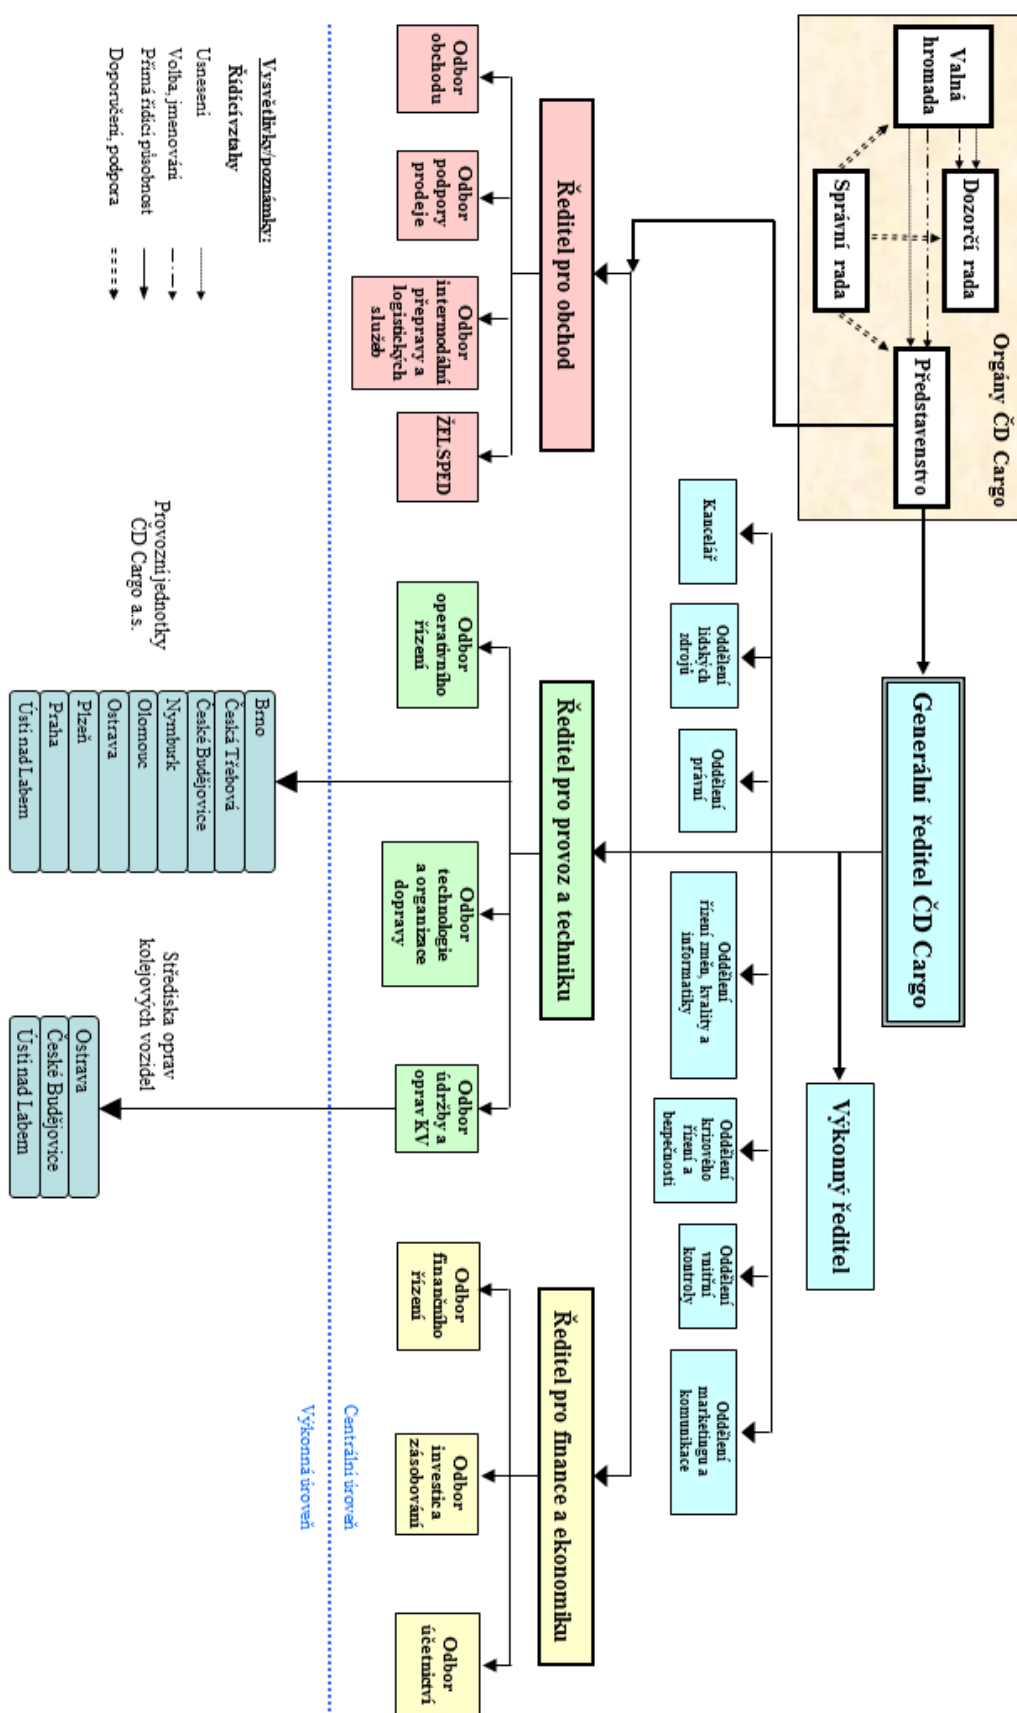 Orgány ČD Cargo
Valná
hromada
Dozorčí rada
Správní rada
Představenstvo
Generální ředitel ČD Cargo
Výkonný ředitel
Kancelář
Oddělení
lidských
zdrojů
Oddělení
právní
Oddělení
řízení změn, kvality a
informatiky
Oddělení
krizového
řízení a
bezpečnosti
Oddělení
vnitřní
kontroly
Oddělení
marketingu a
komunikace
Ředitel pro obchod
Ředitel pro provoz a techniku
Ředitel pro finance a ekonomiku
Odbor
obchodu
Odbor
podpory
prodeje
Odbor
intermodální
přepravy a
logistických
služeb
ŽELSPED
Odbor
operativního
řízení
Odbor
technologie
a organizace
dopravy
Odbor
údržby a
oprav KV
Odbor
finančního
řízení
Odbor
investic a
zásobování
Odbor
účetnictví
Centrální úroveň
Výkonná úroveň
Vysvětlivky/poznámky:
Řídící vztahy
Usnesení
Volba, jmenování
Přímá řídící působnost
Doporučení, podpora
Provozní jednotky
ČD Cargo a.s.
Brno
Česká Třebová
České Budějovice
Nymburk
Olomouc
Ostrava
Plzeň
Praha
Ústí nad Labem
Střediska oprav
kolejových vozidel
Ostrava
České Budějovice
Ústí nad Labem